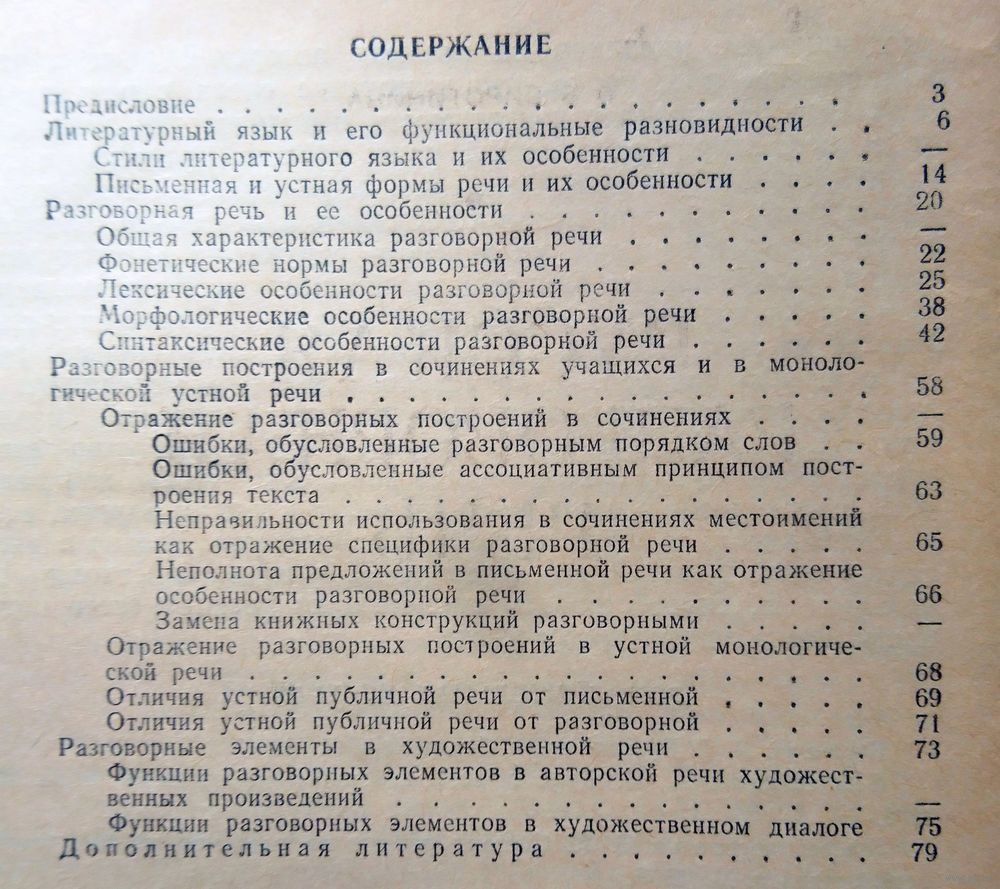 СОДЕРЖАНИЕ
Предисловие . . . . . . . . . . . . . . . . . . 3
Литературный язык и его функциональные разновидности . . 6
Стили литературного языка и их особенности . . . . . . . —
Письменная и устная формы речи и их особенности . . . . 14
Разговорная речь и ее особенности . . . . . . . . . . . 20
Общая характеристика разговорной речи . . . . . . . . —
Фонетические нормы разговорной речи . . . . . . . . . 22
Лексические особенности разговорной речи . . . . . . . 25
Морфологические особенности разговорной речи . . . . . 38
Синтаксические особенности разговорной речи . . . . . . 42
Разговорные построения в сочинениях учащихся и в моноло-
гической устной речи . . . . . . . . . . . . . . . . 58
Отражение разговорных построений в сочинениях . . . . —
Ошибки, обусловленные разговорным порядком слов . . 59
Ошибки, обусловленные ассоциативным принципом пост-
роения текста . . . . . . . . . . . . . . . . . 63
Неправильности использования в сочинениях местоимений
как отражение специфики разговорной речи . . . . . 65
Неполнота предложений в письменной речи как отражение
особенности разговорной речи . . . . . . . . . . . 66
Замена книжных конструкций разговорными . . . . . —
Отражение разговорных построений в устной монологиче-
ской речи . . . . . . . . . . . . . . . . . . 68
Отличия устной публичной речи от письменной . . . . . 69
Отличия устной публичной речи от разговорной . . . . . 71
Разговорные элементы в художественной речи . . . . . . 73
Функции разговорных элементов в авторской речи художест-
венных произведений . . . . . . . . . . . . . . —
Функции разговорных элементов в художественном диалоге 75
Дополнительная литература . . . . . . . . . . 79